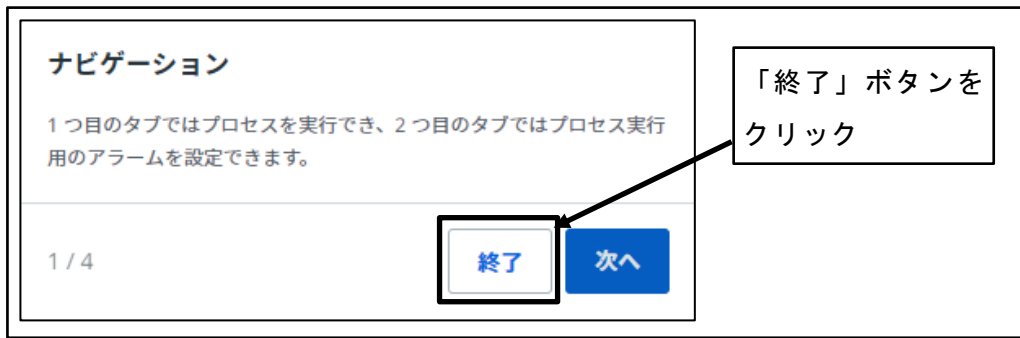 ナビゲーション
1 つ目のタブではプロセスを実行でき、2 つ目のタブではプロセス実行
用のアラームを設定できます。
1 / 4
終了
次へ
「終了」ボタンを
クリック